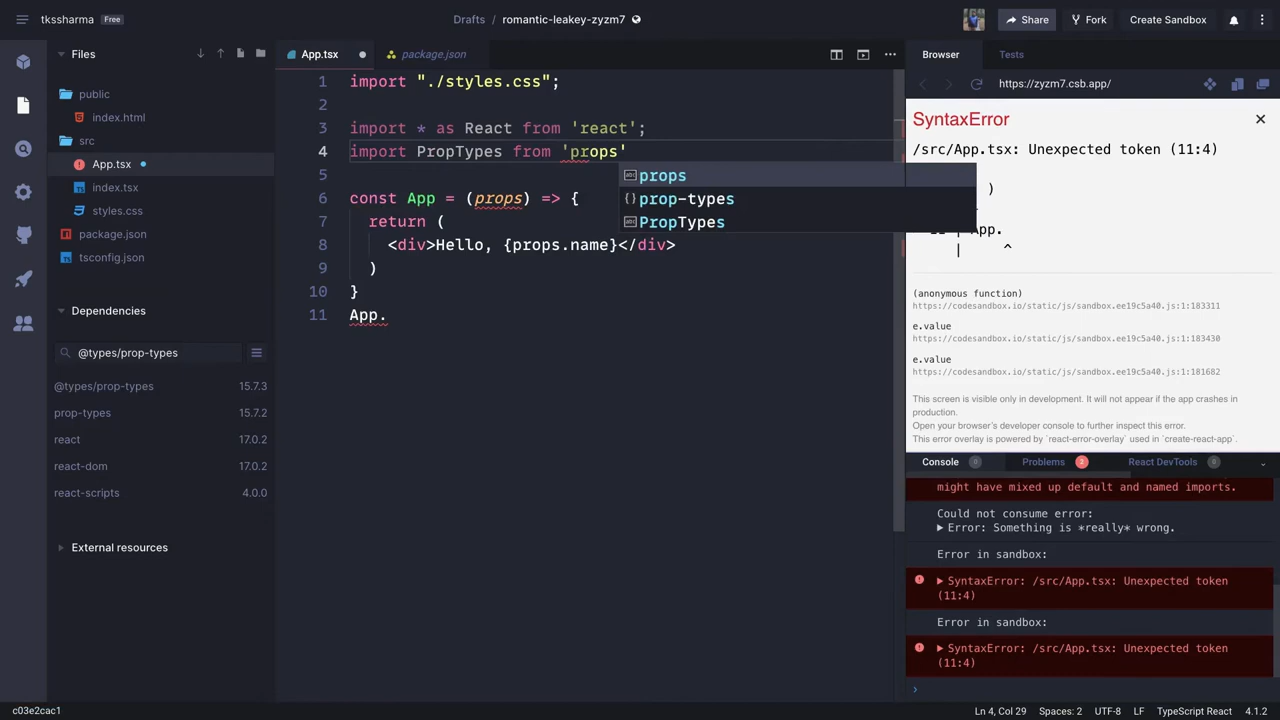 tkssharma Free
Drafts / romantic-leakey-zyzm7
Share
Fork
Create Sandbox
Files
public
index.html
src
App.tsx
index.tsx
styles.css
package.json
tsconfig.json
Dependencies
@types/prop-types
@types/prop-types 15.7.3
prop-types 15.7.2
react 17.0.2
react-dom 17.0.2
react-scripts 4.0.0
External resources
App.tsx
package.json
1 import "./styles.css";
2
3 import * as React from 'react';
4 import PropTypes from 'props'
5
6 const App = (props) => {
7 return (
8 <div>Hello, {props.name}</div>
9 )
10 }
11 App.
props
prop-types
PropTypes
Browser
Tests
https://zyzm7.csb.app/
SyntaxError
/src/App.tsx: Unexpected token (11:4)
)
11 | App.
| ^
(anonymous function)
https://codesandbox.io/static/js/sandbox.ee19c5a40.js:1:183311
e.value
https://codesandbox.io/static/js/sandbox.ee19c5a40.js:1:183430
e.value
https://codesandbox.io/static/js/sandbox.ee19c5a40.js:1:181682
This screen is visible only in development. It will not appear if the app crashes in
production.
Open your browser's developer console to further inspect this error.
This error overlay is powered by `react-error-overlay` used in `create-react-app`.
Console 0
Problems 2
React DevTools 0
might have mixed up default and named imports.
Could not consume error:
▶ Error: Something is *really* wrong.
Error in sandbox:
▶ SyntaxError: /src/App.tsx: Unexpected token
(11:4)
Error in sandbox:
▶ SyntaxError: /src/App.tsx: Unexpected token
(11:4)
›
c03e2cac1
Ln 4, Col 29
Spaces: 2
UTF-8
LF
TypeScript React
4.1.2